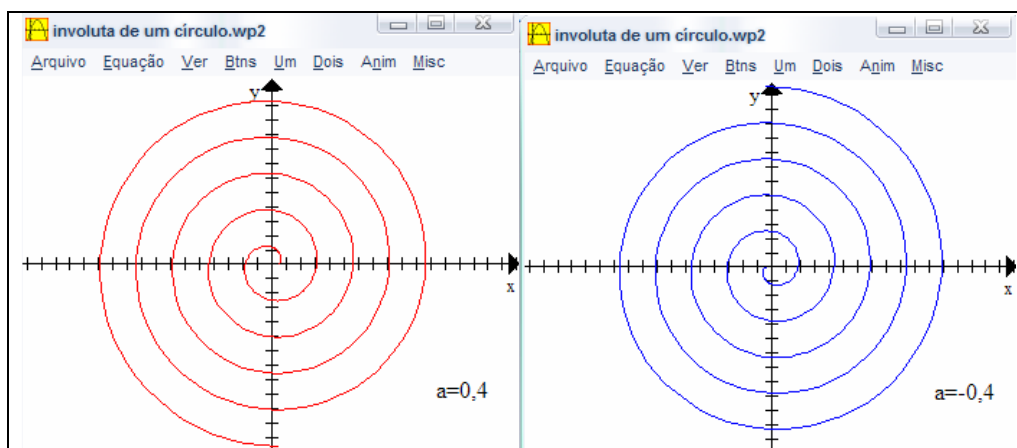 involuta de um círculo.wp2
Arquivo Equação Ver Btns Um Dois Anim Misc
y
x
a=0,4
involuta de um círculo.wp2
Arquivo Equação Ver Btns Um Dois Anim Misc
y
x
a=-0,4